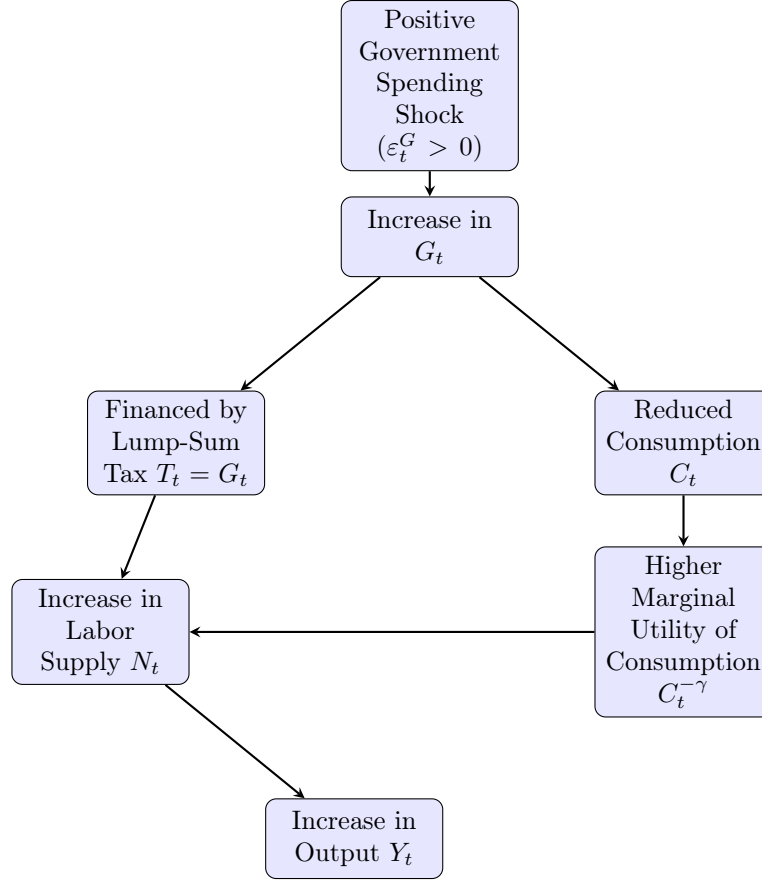 Positive
Government
Spending
Shock
(ε_t^G > 0)
Increase in
G_t
Financed by
Lump-Sum
Tax T_t = G_t
Reduced
Consumption
C_t
Increase in
Labor
Supply N_t
Higher
Marginal
Utility of
Consumption
C_t^{-γ}
Increase in
Output Y_t